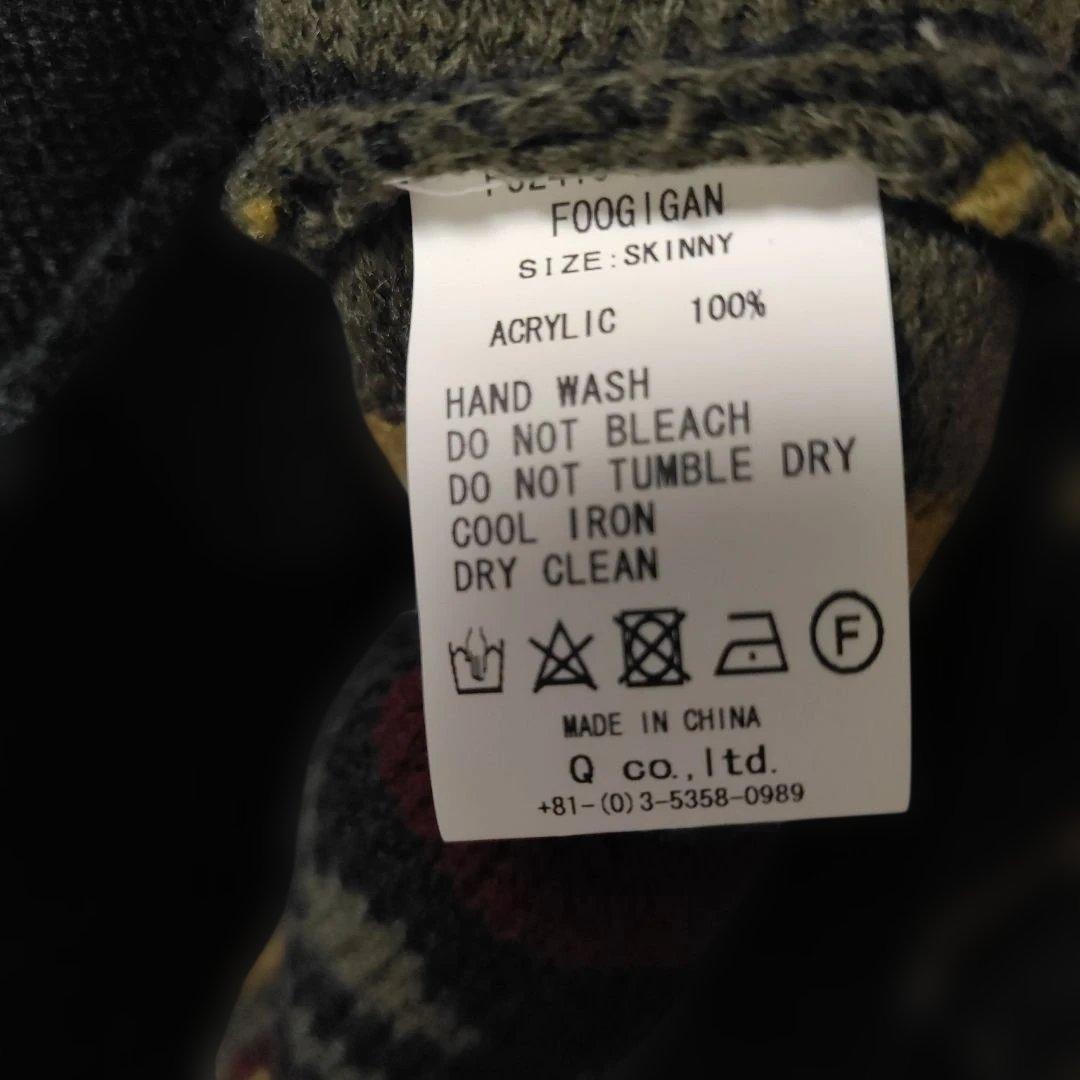 FOOGIGAN
SIZE:SKINNY
ACRYLIC 100%
HAND WASH
DO NOT BLEACH
DO NOT TUMBLE DRY
COOL IRON
DRY CLEAN
F
MADE IN CHINA
Q co.,ltd.
+81-(0)3-5358-0989